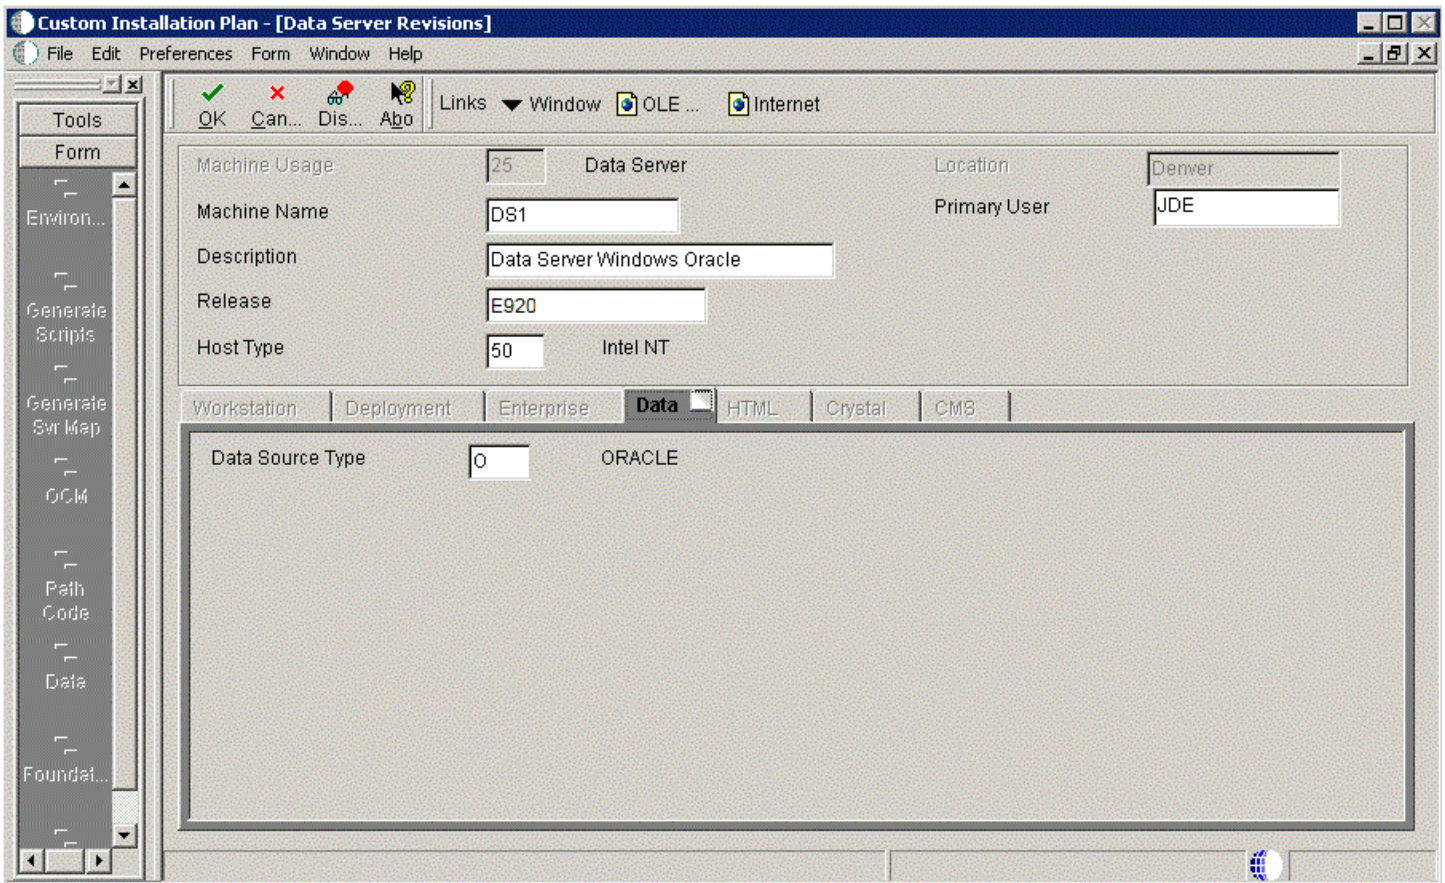 Custom Installation Plan - [Data Server Revisions]
File Edit Preferences Form Window Help
OK Can... Dis... Abo Links Window OLE ... Internet
Tools
Form
Environ...
Generate
Scripts
Generate
Svr Map
OCM
Path
Code
Data
Foundat...
Machine Usage 25 Data Server Location Denver
Machine Name DS1 Primary User JDE
Description Data Server Windows Oracle
Release E920
Host Type 50 Intel NT
Workstation Deployment Enterprise Data HTML Crystal CMS
Data Source Type O ORACLE